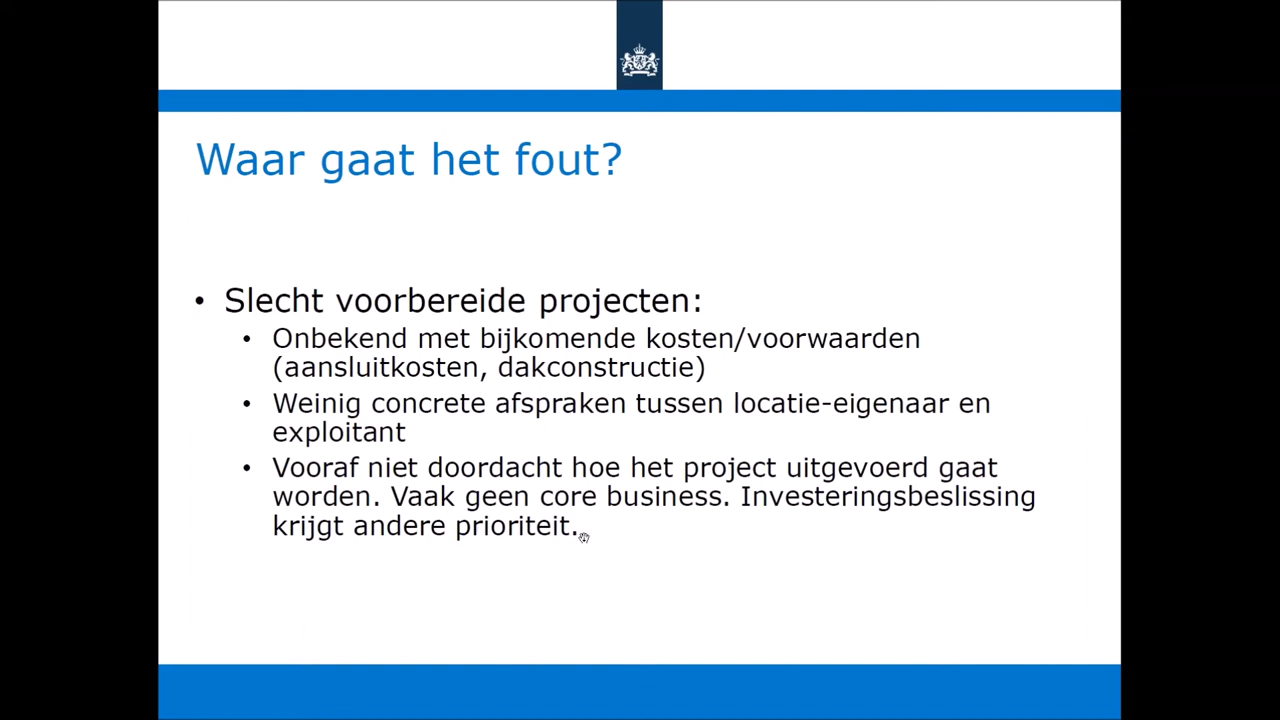 Waar gaat het fout?
• Slecht voorbereide projecten:
• Onbekend met bijkomende kosten/voorwaarden
(aansluitkosten, dakconstructie)
• Weinig concrete afspraken tussen locatie-eigenaar en
exploitant
• Vooraf niet doordacht hoe het project uitgevoerd gaat
worden. Vaak geen core business. Investeringsbeslissing
krijgt andere prioriteit.